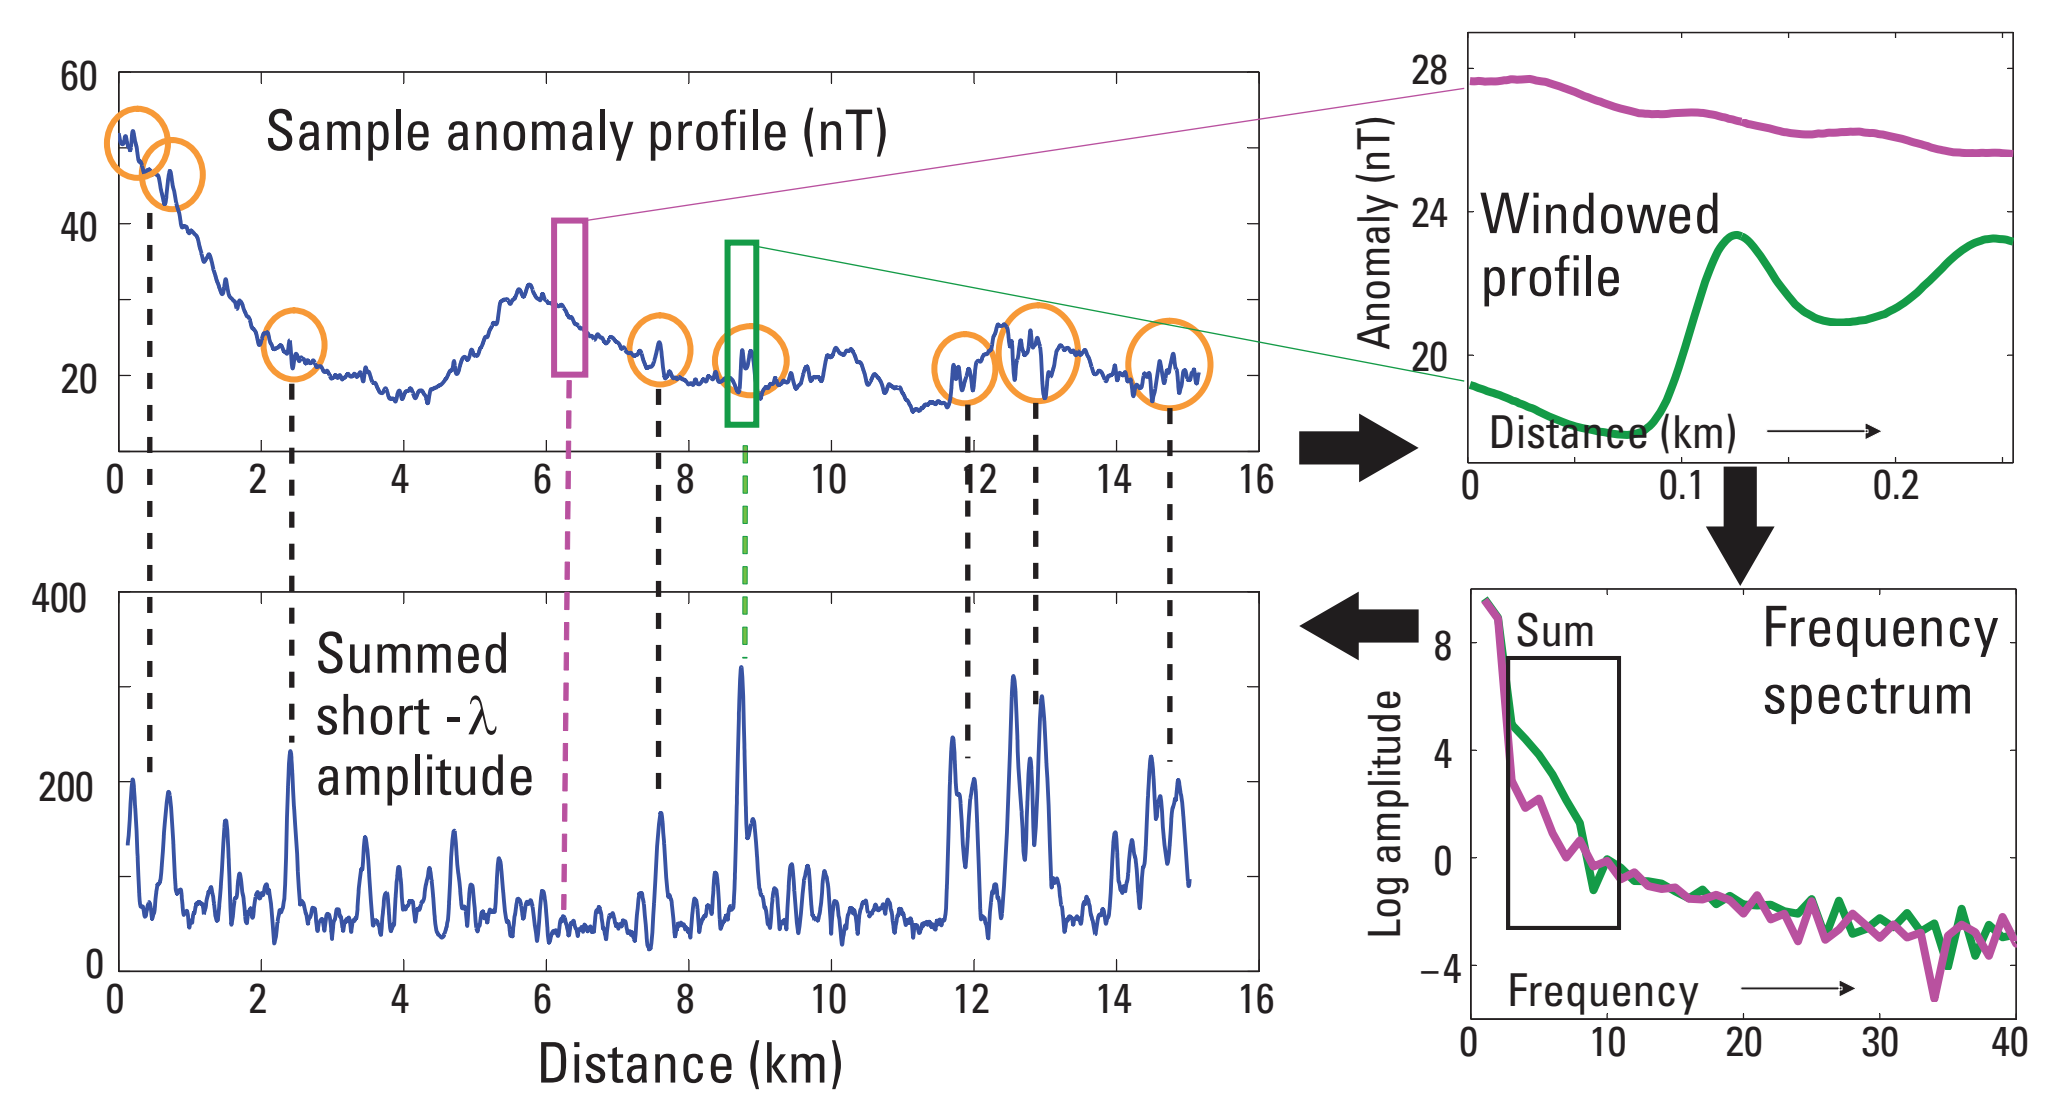 Sample anomaly profile (nT)
60
40
20
0 2 4 6 8 10 12 14 16
Anomaly (nT)
28
24
20
Windowed
profile
Distance (km)
0 0.1 0.2
Summed
short -λ
amplitude
400
200
0
0 2 4 6 8 10 12 14 16
Distance (km)
Log amplitude
8
4
0
−4
Sum
Frequency
spectrum
Frequency
0 10 20 30 40